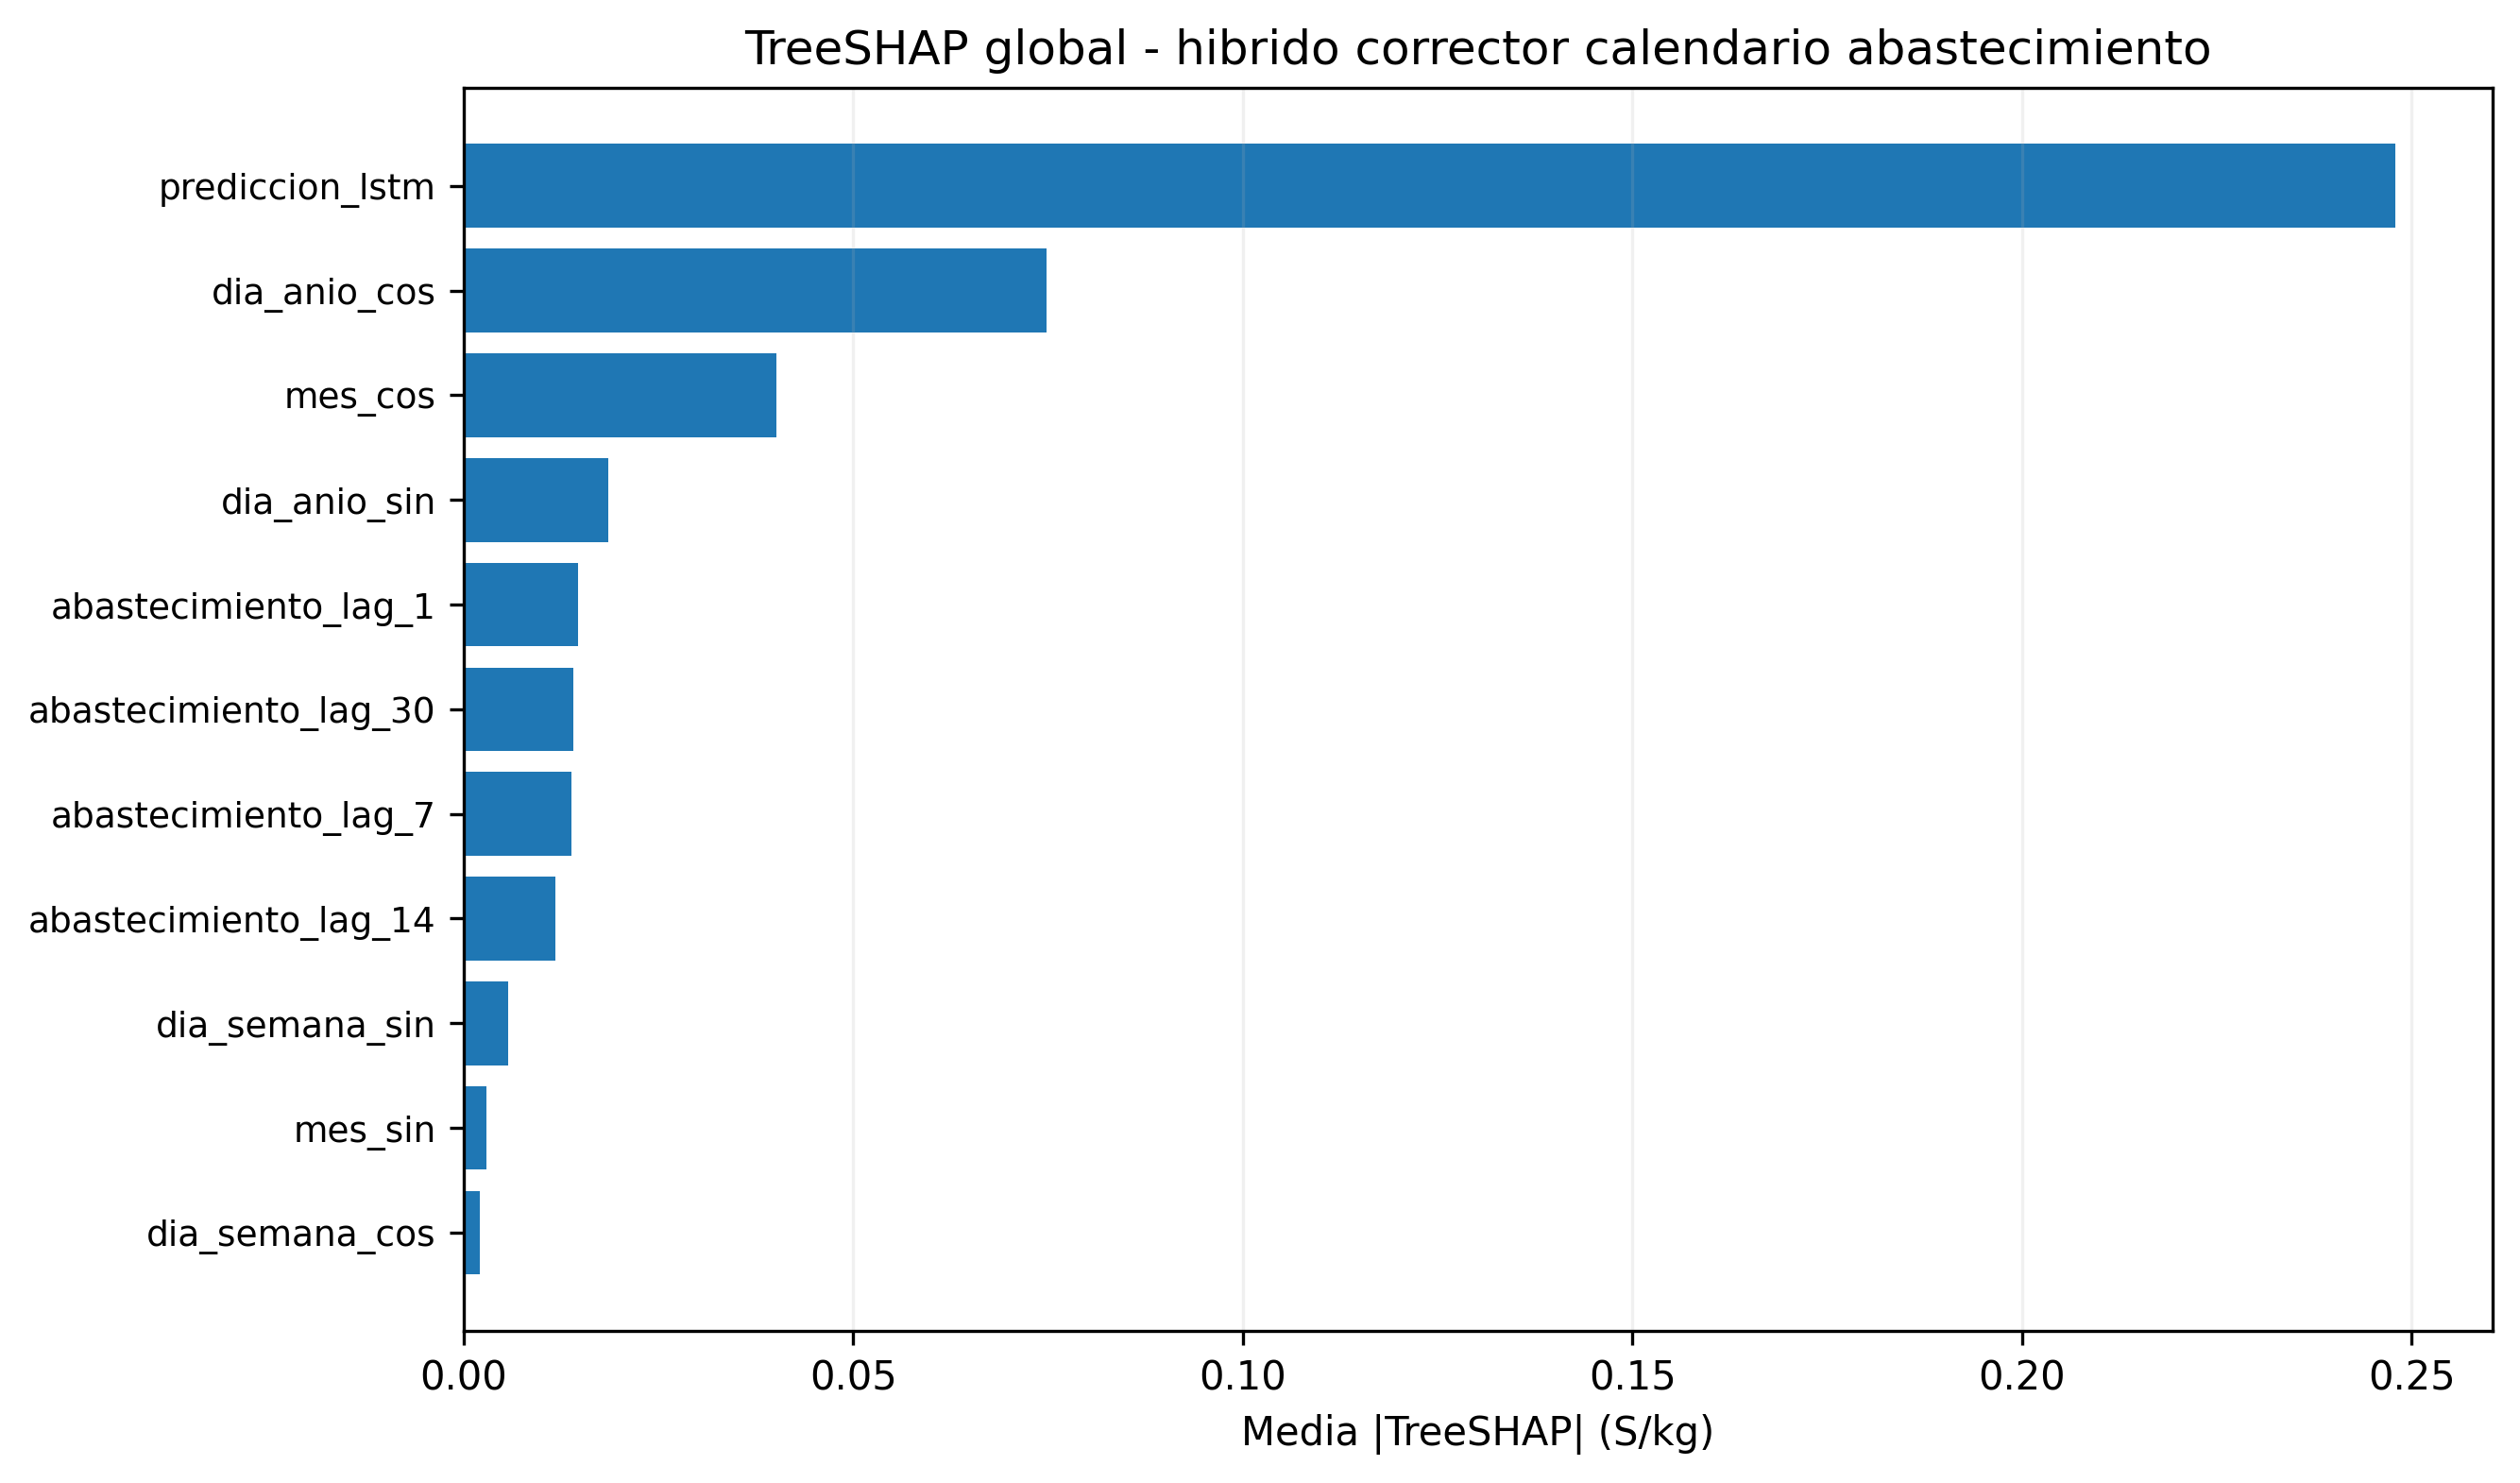 TreeSHAP global - hibrido corrector calendario abastecimiento
prediccion_lstm
dia_anio_cos
mes_cos
dia_anio_sin
abastecimiento_lag_1
abastecimiento_lag_30
abastecimiento_lag_7
abastecimiento_lag_14
dia_semana_sin
mes_sin
dia_semana_cos
0.00 0.05 0.10 0.15 0.20 0.25
Media |TreeSHAP| (S/kg)